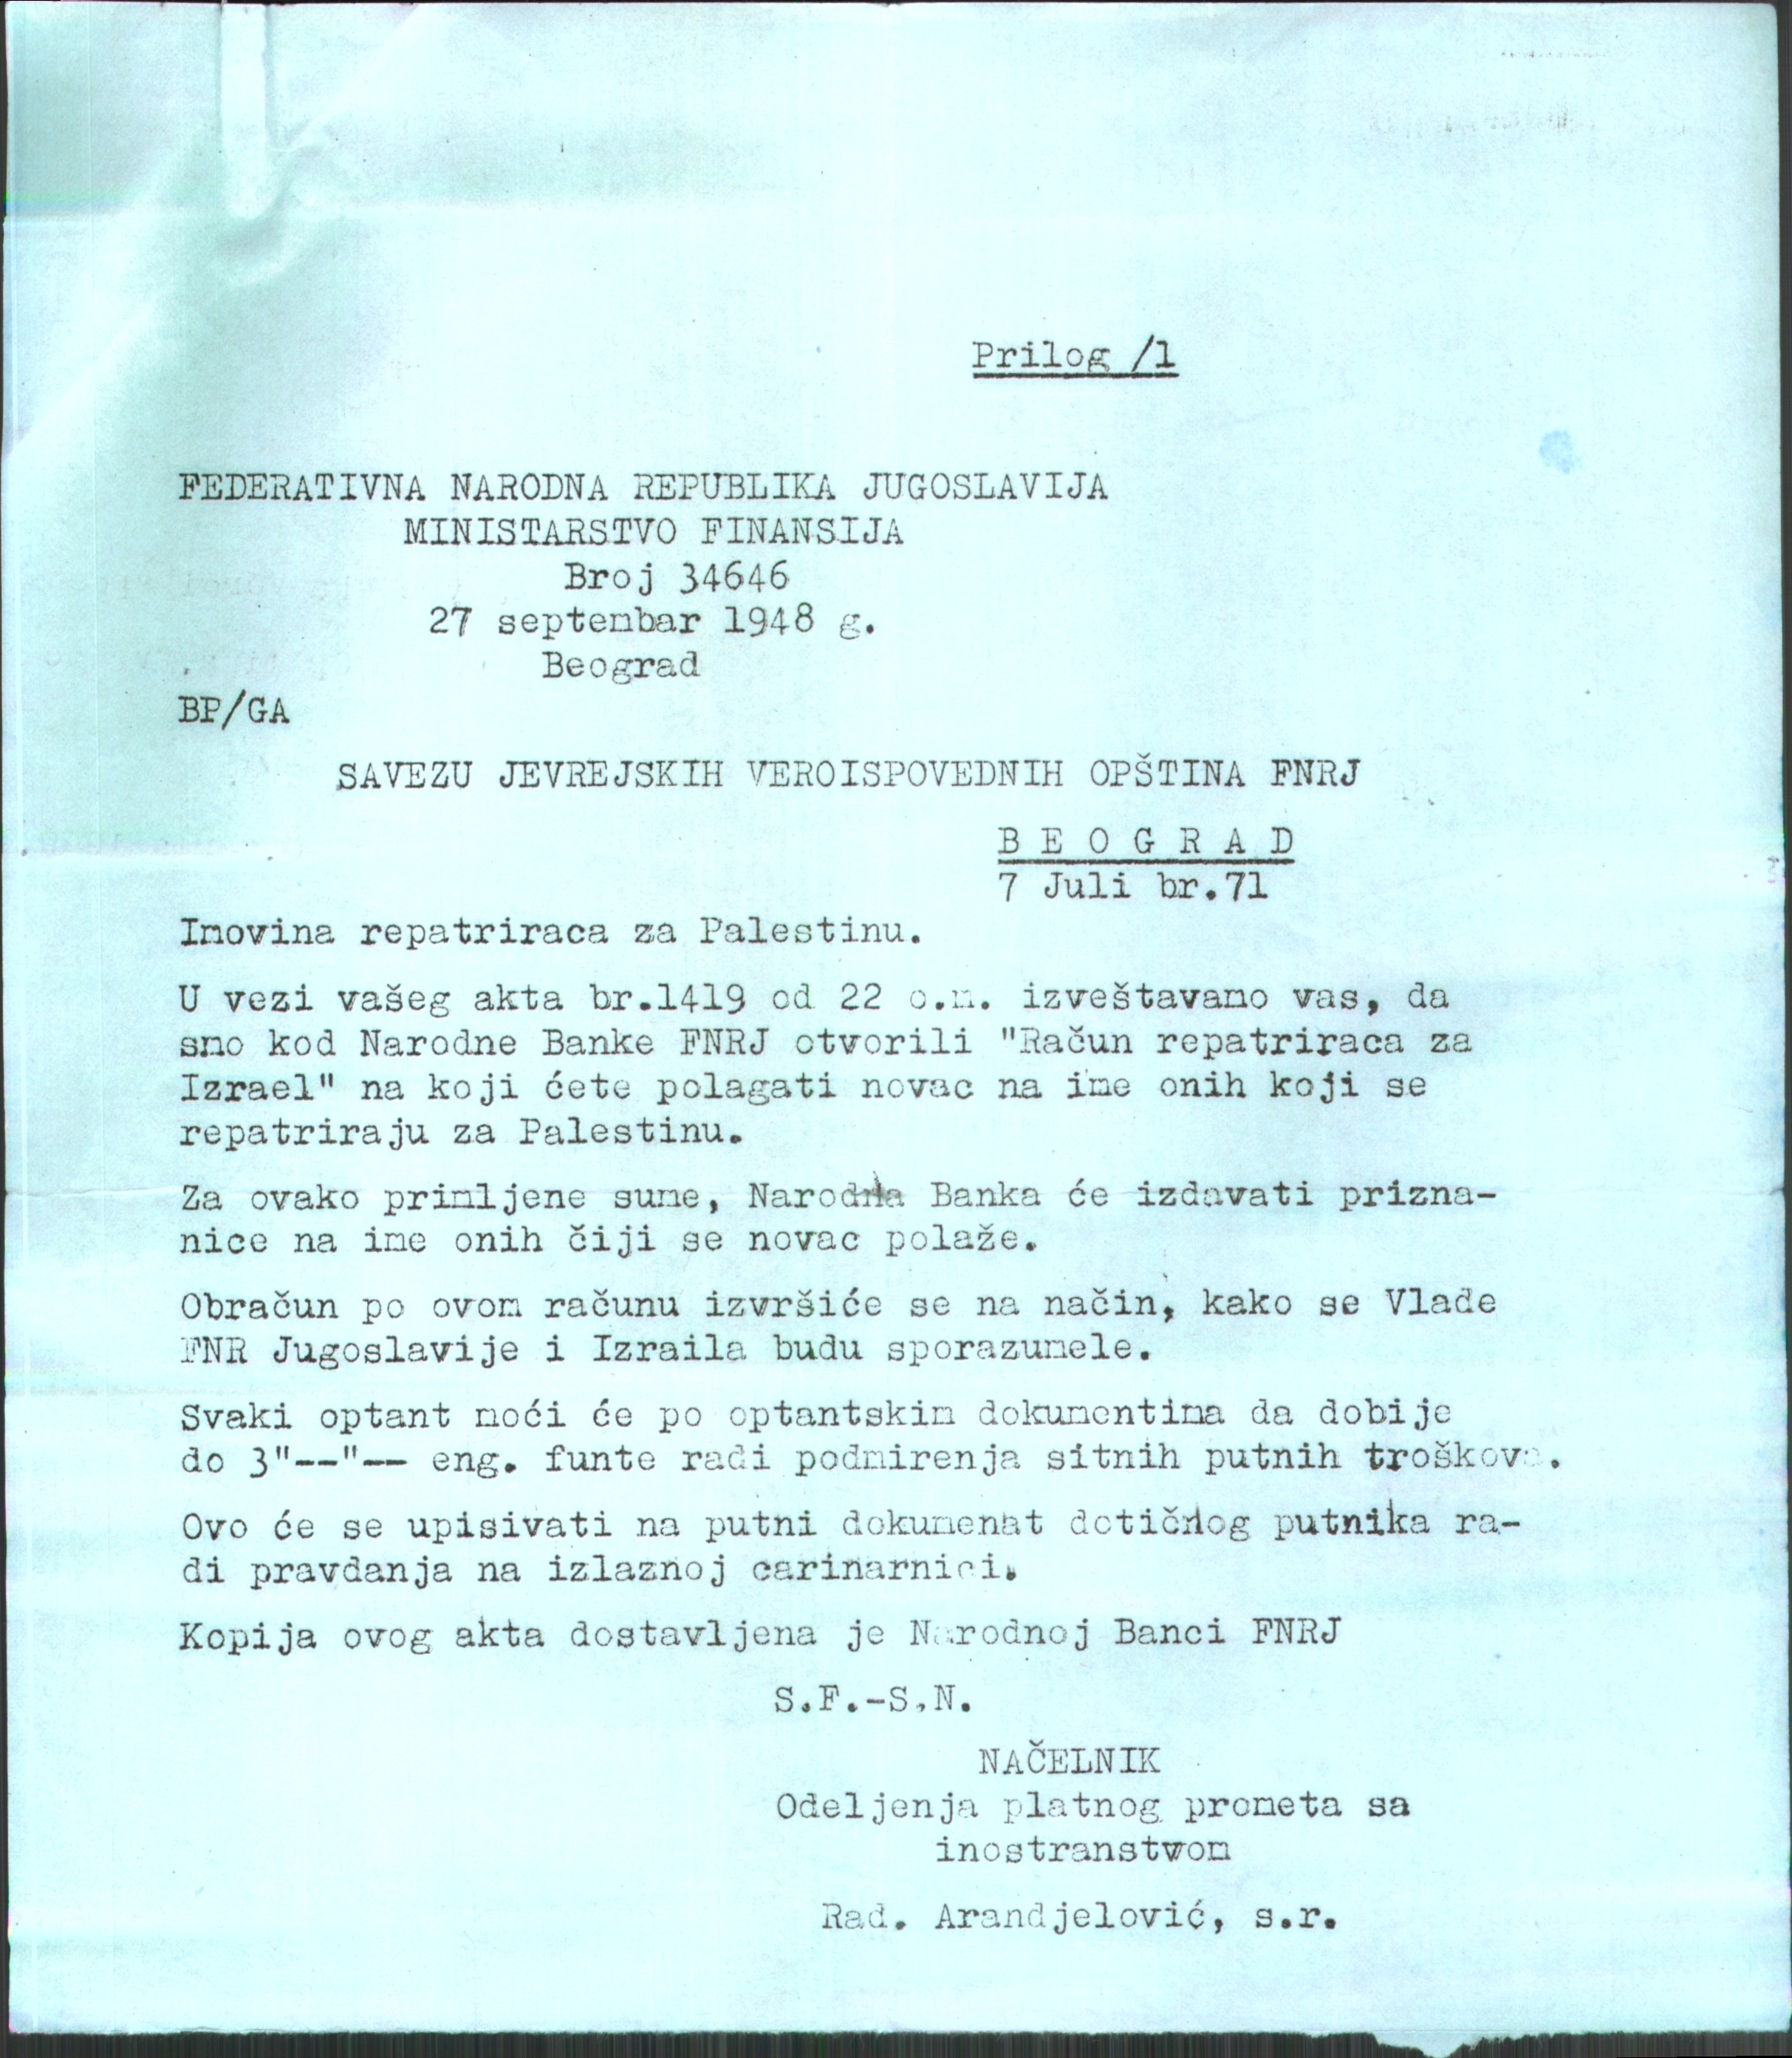 Prilog /1
FEDERATIVNA NARODNA REPUBLIKA JUGOSLAVIJA
MINISTARSTVO FINANSIJA
Broj 34646
27 septembar 1948 g.
Beograd
BP/GA
SAVEZU JEVREJSKIH VEROISPOVEDNIH OPŠTINA FNRJ
B E O G R A D
7 Juli br.71
Imovina repatriraca za Palestinu.
U vezi vašeg akta br.1419 od 22 o.m. izveštavamo vas, da
smo kod Narodne Banke FNRJ otvorili "Račun repatriraca za
Izrael" na koji ćete polagati novac na ime onih koji se
repatriraju za Palestinu.
Za ovako primljene sume, Narodna Banka će izdavati prizna-
nice na ime onih čiji se novac polaže.
Obračun po ovom računu izvršiće se na način, kako se Vlade
FNR Jugoslavije i Izraila budu sporazumele.
Svaki optant moći će po optantskim dokumentima da dobije
do 3"--"-- eng. funte radi podmirenja sitnih putnih troškova.
Ovo će se upisivati na putni dokumenat dotičnog putnika ra-
di pravdanja na izlaznoj carinarnici.
Kopija ovog akta dostavljena je Narodnoj Banci FNRJ
S.F.-S.N.
NAČELNIK
Odeljenja platnog prometa sa
inostranstvom
Rad. Arandjelović, s.r.